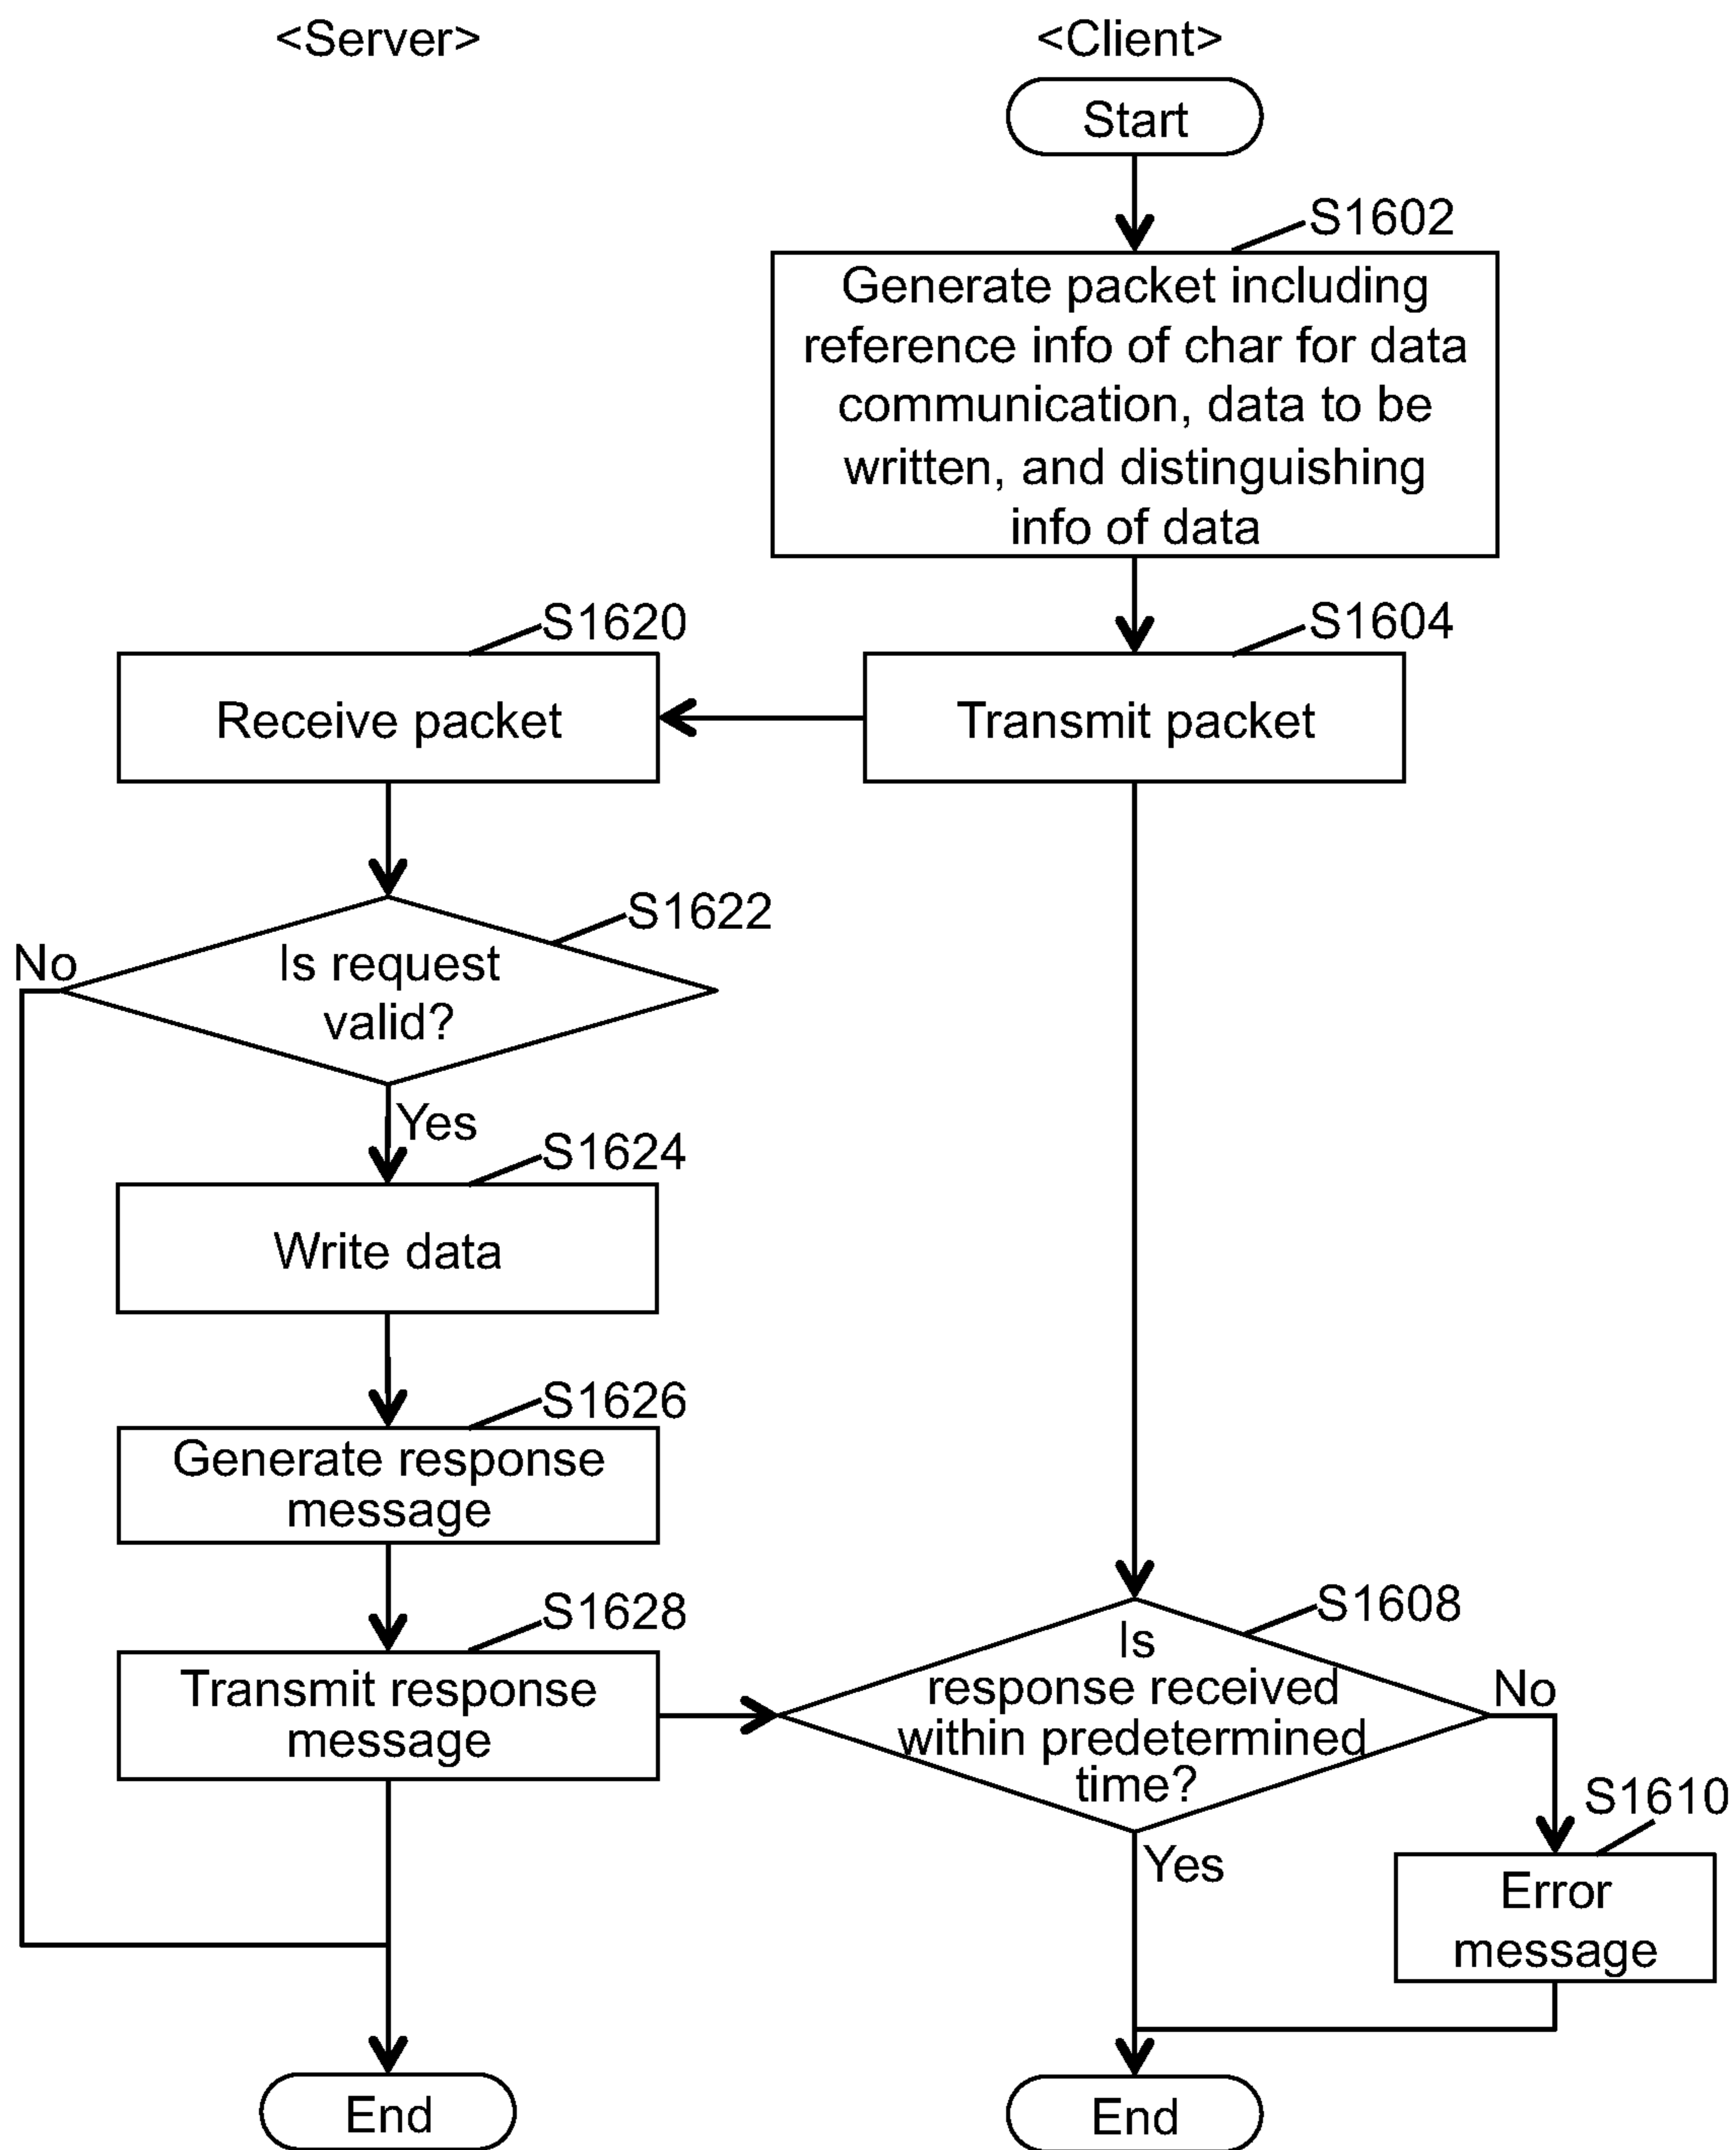 <Server>
<Client>
Start
S1602
Generate packet including
reference info of char for data
communication, data to be
written, and distinguishing
info of data
S1620
S1604
Receive packet
Transmit packet
S1622
No
Is request
valid?
Yes
S1624
Write data
S1626
Generate response
message
S1628
Transmit response
message
S1608
Is
response received
within predetermined
time?
No
Yes
S1610
Error
message
End
End